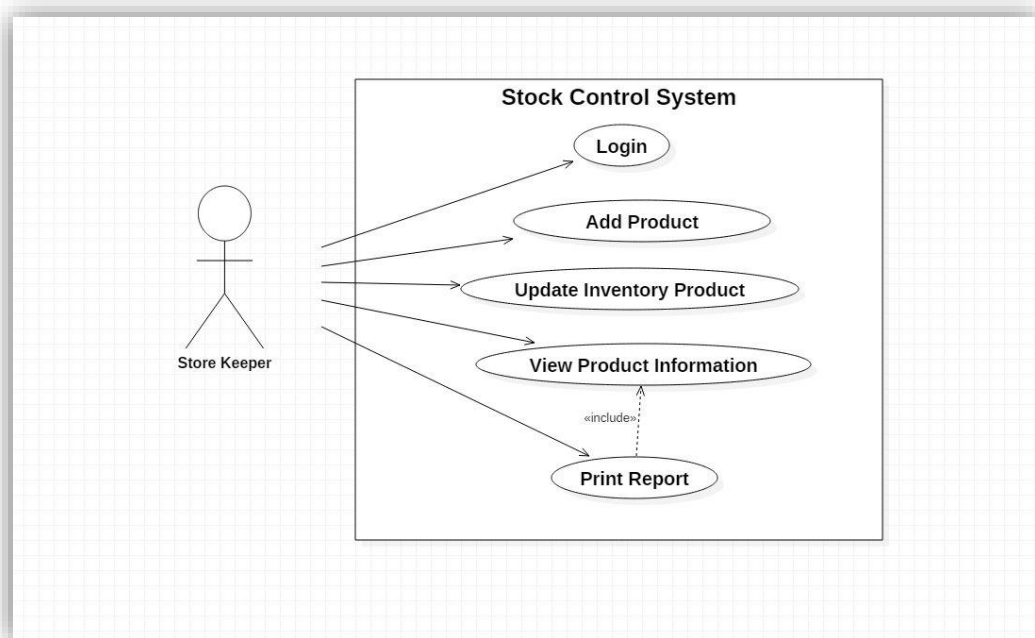 Stock Control System
Login
Add Product
Update Inventory Product
View Product Information
Store Keeper
«include»
Print Report